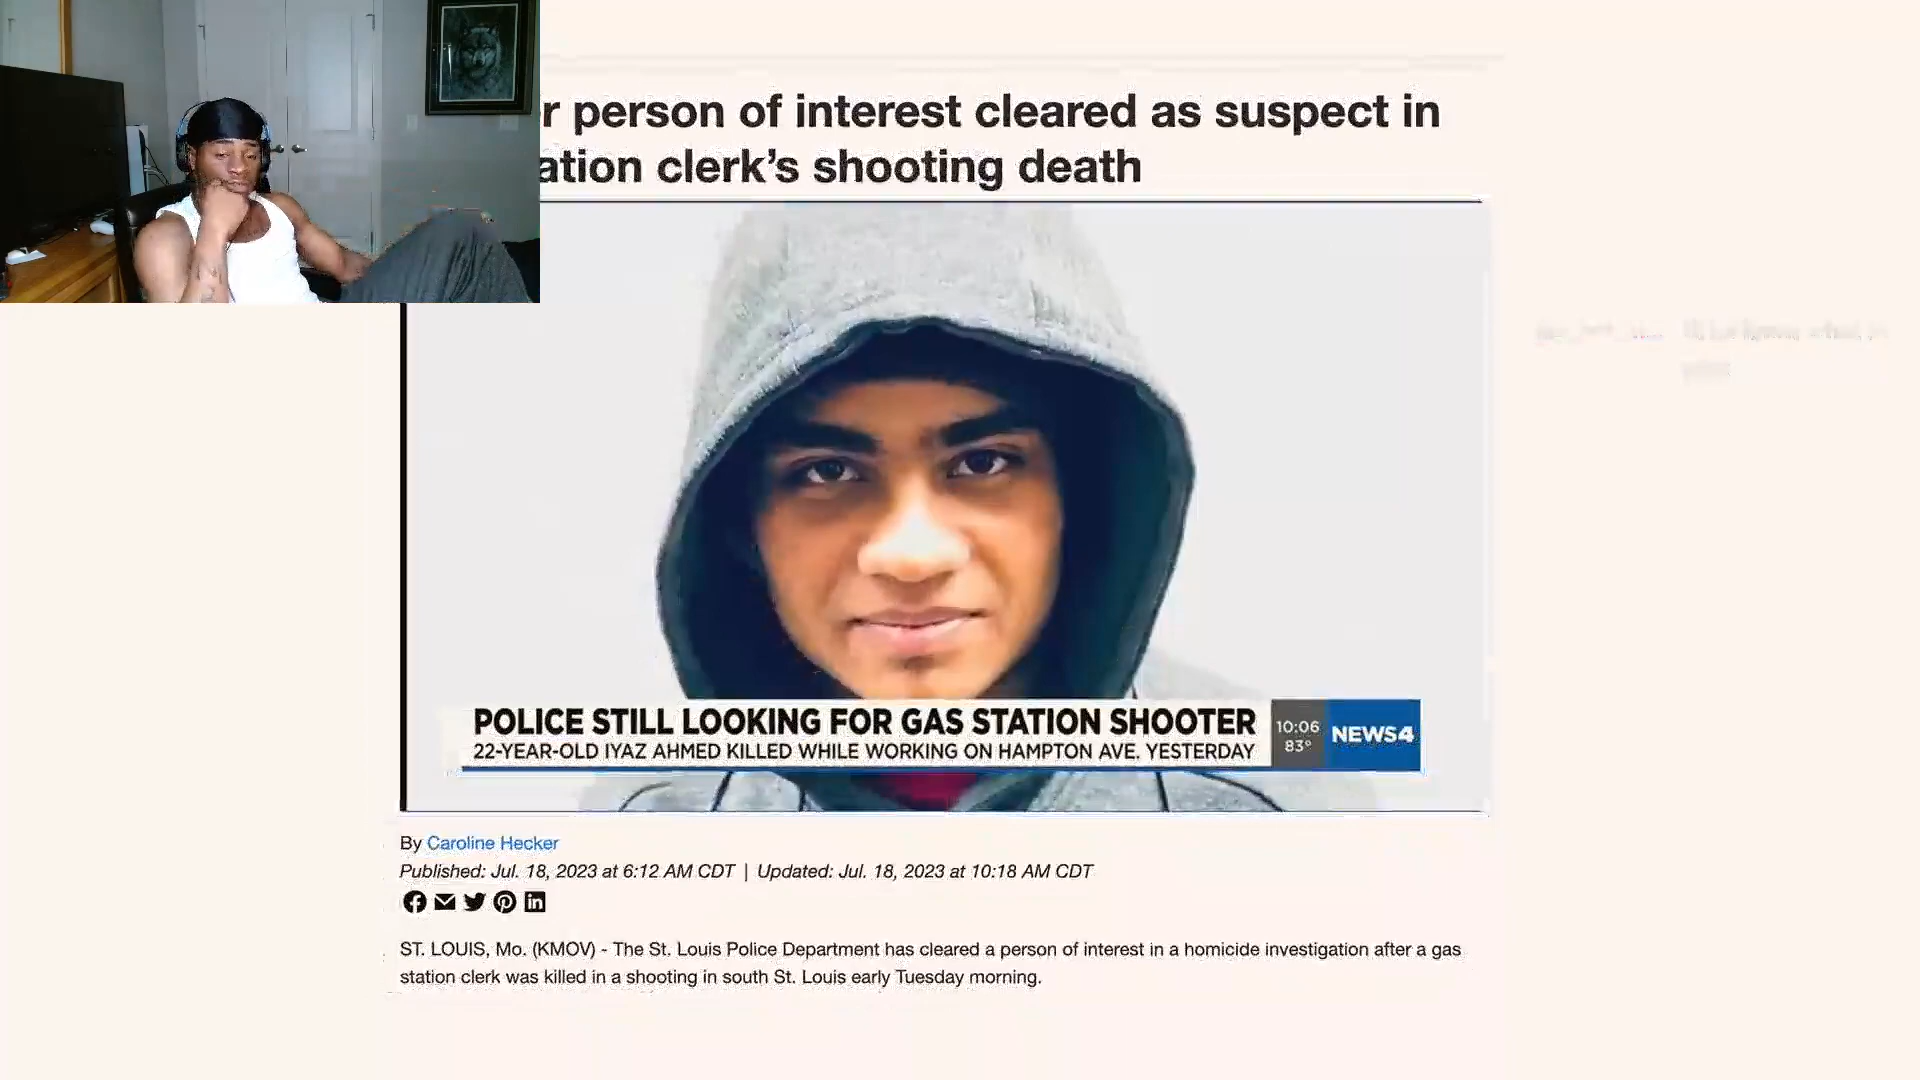 r person of interest cleared as suspect in
ation clerk's shooting death
POLICE STILL LOOKING FOR GAS STATION SHOOTER
22-YEAR-OLD IYAZ AHMED KILLED WHILE WORKING ON HAMPTON AVE. YESTERDAY
10:06
83°
NEWS4
By Caroline Hecker
Published: Jul. 18, 2023 at 6:12 AM CDT | Updated: Jul. 18, 2023 at 10:18 AM CDT
ST. LOUIS, Mo. (KMOV) - The St. Louis Police Department has cleared a person of interest in a homicide investigation after a gas
station clerk was killed in a shooting in south St. Louis early Tuesday morning.